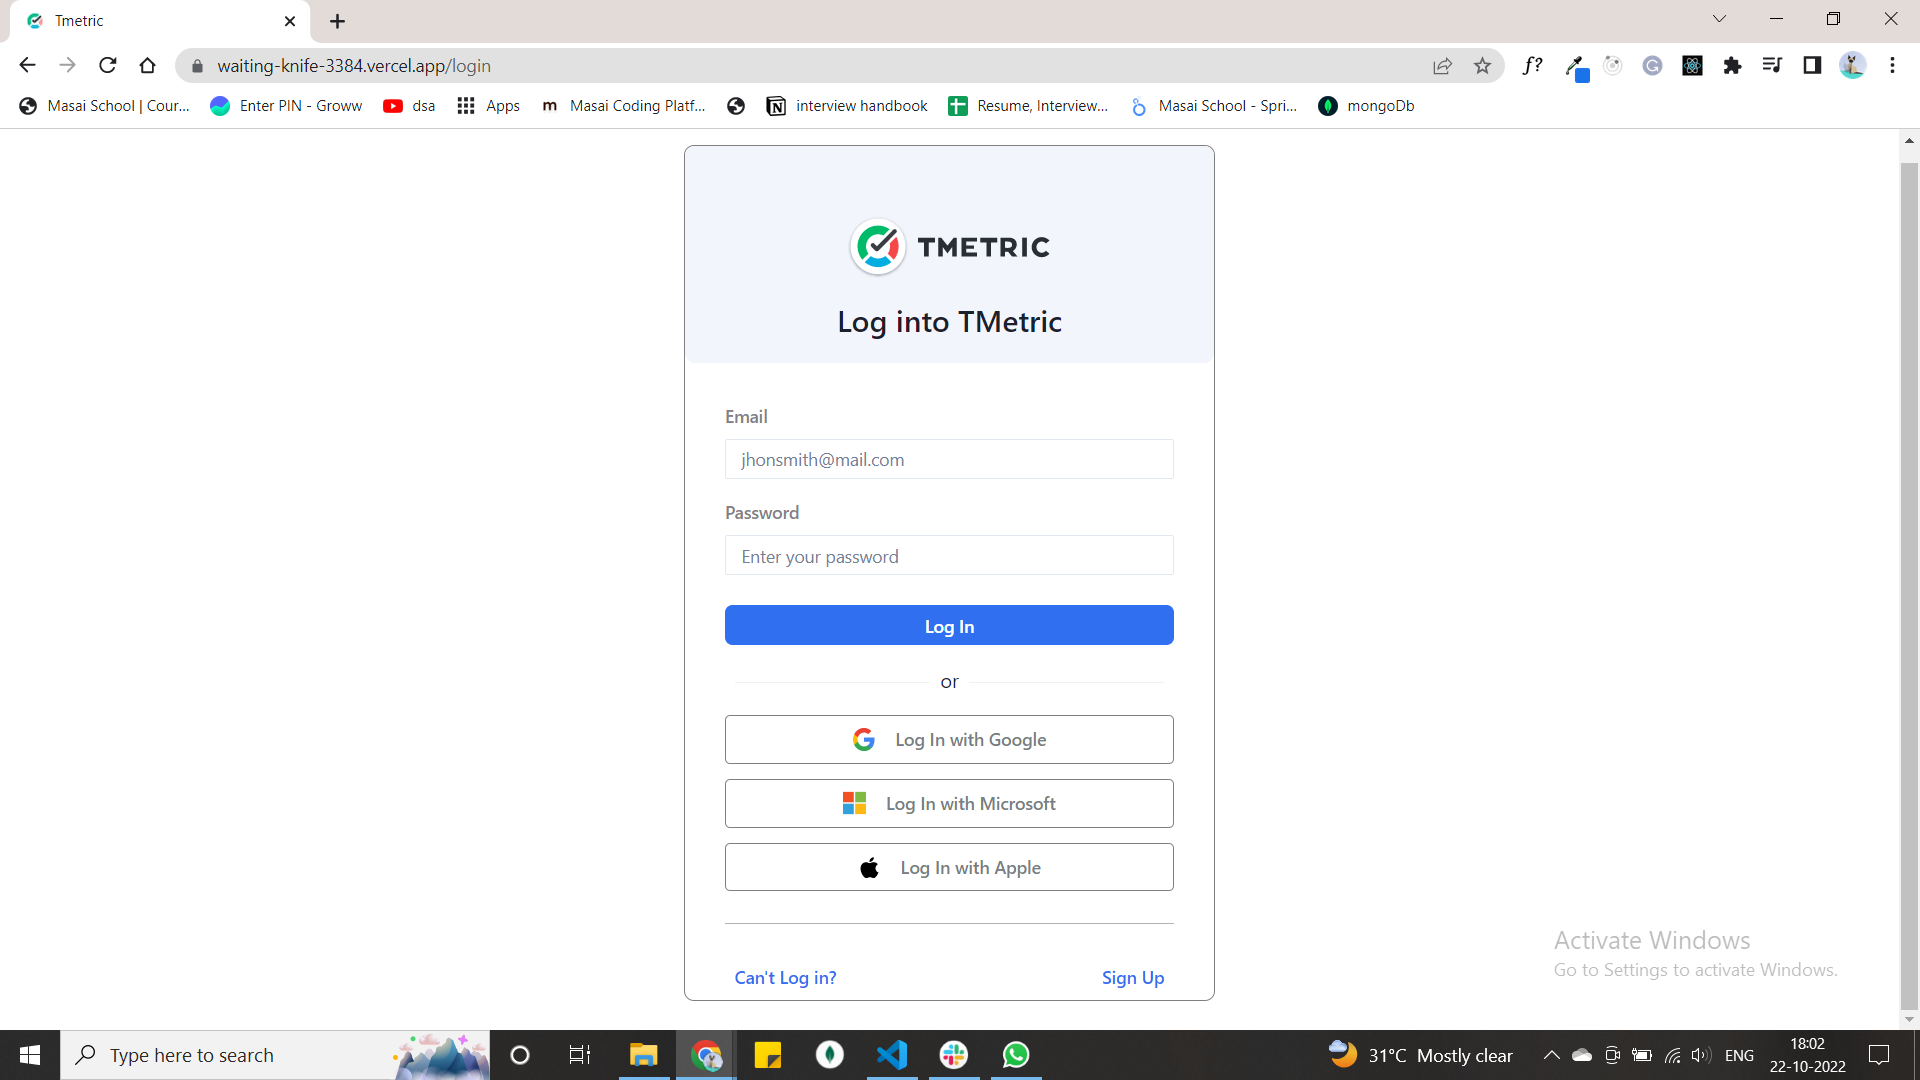 Tmetric
waiting-knife-3384.vercel.app/login
f?
Masai School | Cour...
Enter PIN - Groww
dsa
Apps
m
Masai Coding Platf...
interview handbook
Resume, Interview...
Masai School - Spri...
mongoDb
TMETRIC
Log into TMetric
Email
jhonsmith@mail.com
Password
Enter your password
Log In
or
Log In with Google
Log In with Microsoft
Log In with Apple
Can't Log in?
Sign Up
Activate Windows
Go to Settings to activate Windows.
Type here to search
31°C Mostly clear
ENG
18:02
22-10-2022